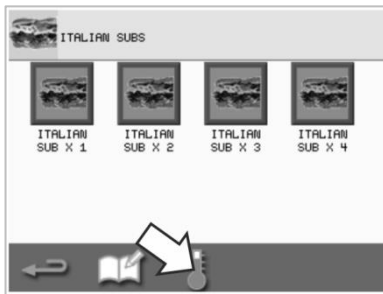 ITALIAN SUBS
ITALIAN SUB X 1
ITALIAN SUB X 2
ITALIAN SUB X 3
ITALIAN SUB X 4